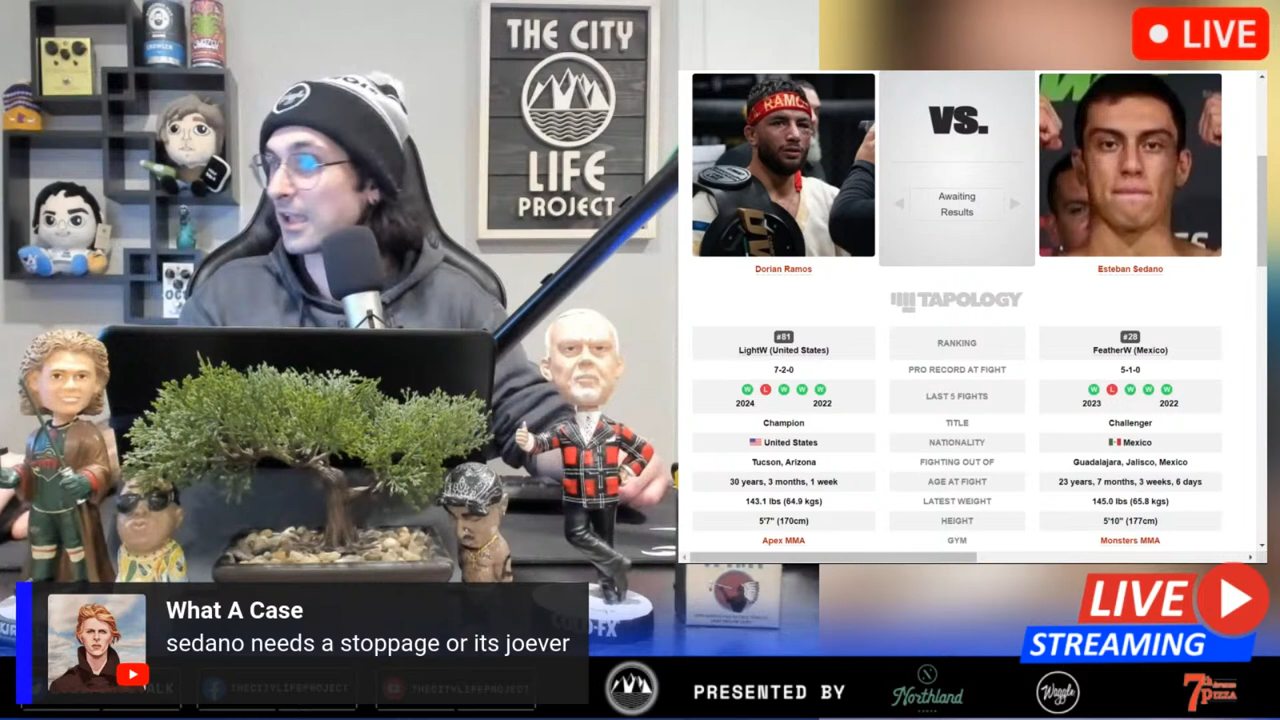 THE CITY
LIFE
PROJECT
LIVE
RAMOS
VS.
Awaiting
Results
Dorian Ramos
Esteban Sedano
TAPOLOGY
#81
LightW (United States)
RANKING
#28
FeatherW (Mexico)
7-2-0
PRO RECORD AT FIGHT
5-1-0
W L W W W
LAST 5 FIGHTS
W L W W W
2024
2022
2023
2022
Champion
TITLE
Challenger
United States
NATIONALITY
Mexico
Tucson, Arizona
FIGHTING OUT OF
Guadalajara, Jalisco, Mexico
30 years, 3 months, 1 week
AGE AT FIGHT
23 years, 7 months, 3 weeks, 6 days
143.1 lbs (64.9 kgs)
LATEST WEIGHT
145.0 lbs (65.8 kgs)
5'7" (170cm)
HEIGHT
5'10" (177cm)
Apex MMA
GYM
Monsters MMA
What A Case
sedano needs a stoppage or its joever
LIVE
STREAMING
THECITYLIFEPROJECT
THECITYLIFEPROJECT
PRESENTED BY
Northland
Waggle
PIZZA